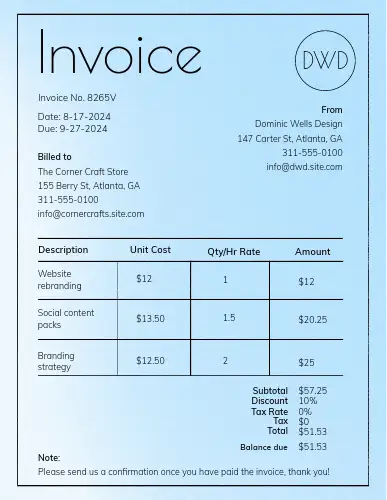 Invoice
DWD
Invoice No. 8265V
Date: 8-17-2024
Due: 9-27-2024
From
Dominic Wells Design
147 Carter St, Atlanta, GA
311-555-0100
info@dwd.site.com
Billed to
The Corner Craft Store
155 Berry St, Atlanta, GA
311-555-0100
info@cornercrafts.site.com
Description Unit Cost Qty/Hr Rate Amount
Website
rebranding $12 1 $12
Social content
packs $13.50 1.5 $20.25
Branding
strategy $12.50 2 $25
Subtotal $57.25
Discount 10%
Tax Rate 0%
Tax $0
Total $51.53
Balance due $51.53
Note:
Please send us a confirmation once you have paid the invoice, thank you!